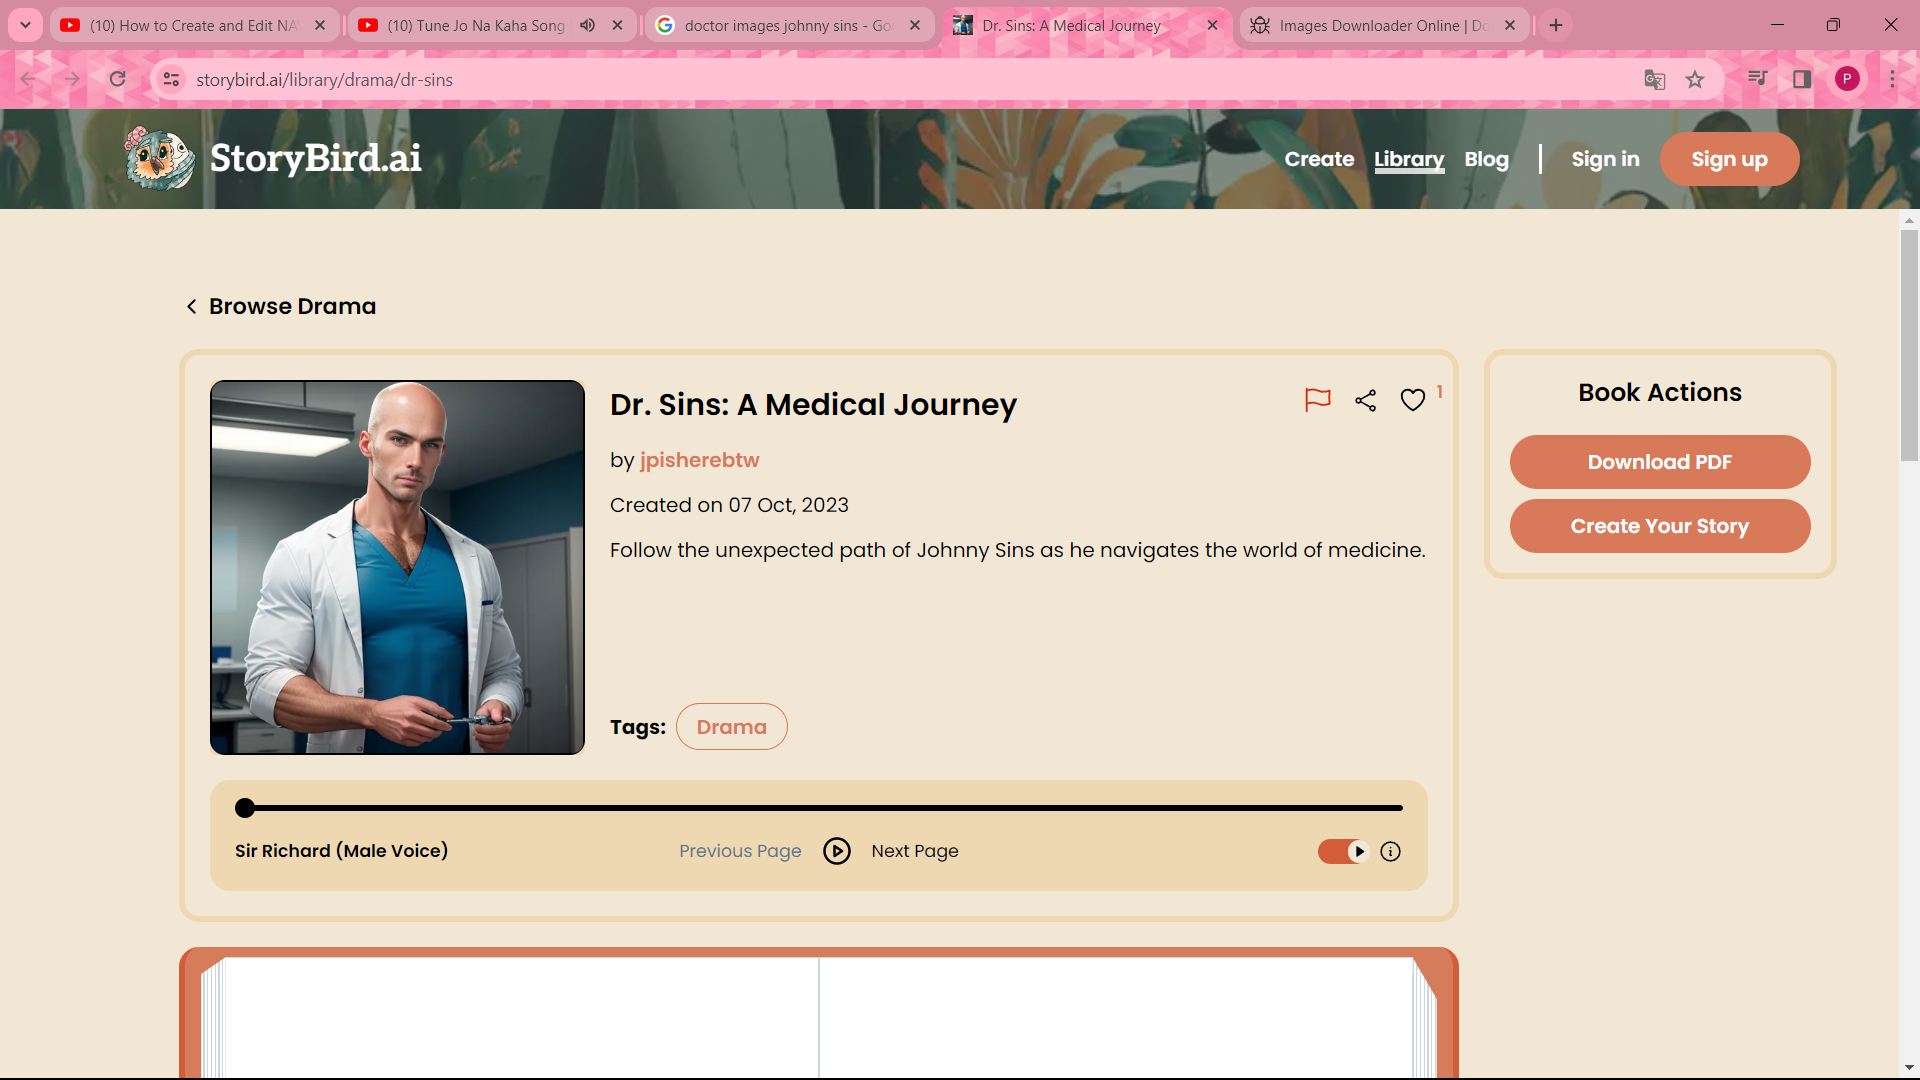 (10) How to Create and Edit NA
(10) Tune Jo Na Kaha Song
doctor images johnny sins - Go
Dr. Sins: A Medical Journey
Images Downloader Online | Do
storybird.ai/library/drama/dr-sins
P
StoryBird.ai
Create
Library
Blog
Sign in
Sign up
Browse Drama
Dr. Sins: A Medical Journey
1
by jpisherebtw
Created on 07 Oct, 2023
Follow the unexpected path of Johnny Sins as he navigates the world of medicine.
Tags: Drama
Book Actions
Download PDF
Create Your Story
Sir Richard (Male Voice)
Previous Page
Next Page